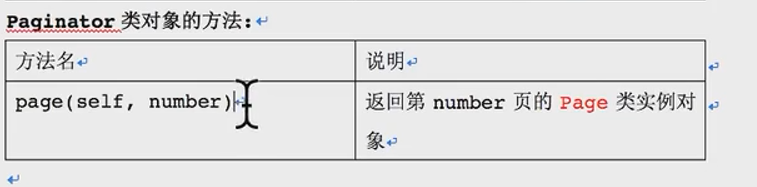 Paginator 类对象的方法:
方法名 说明
page(self, number) 返回第 number 页的 Page 类实例对
象